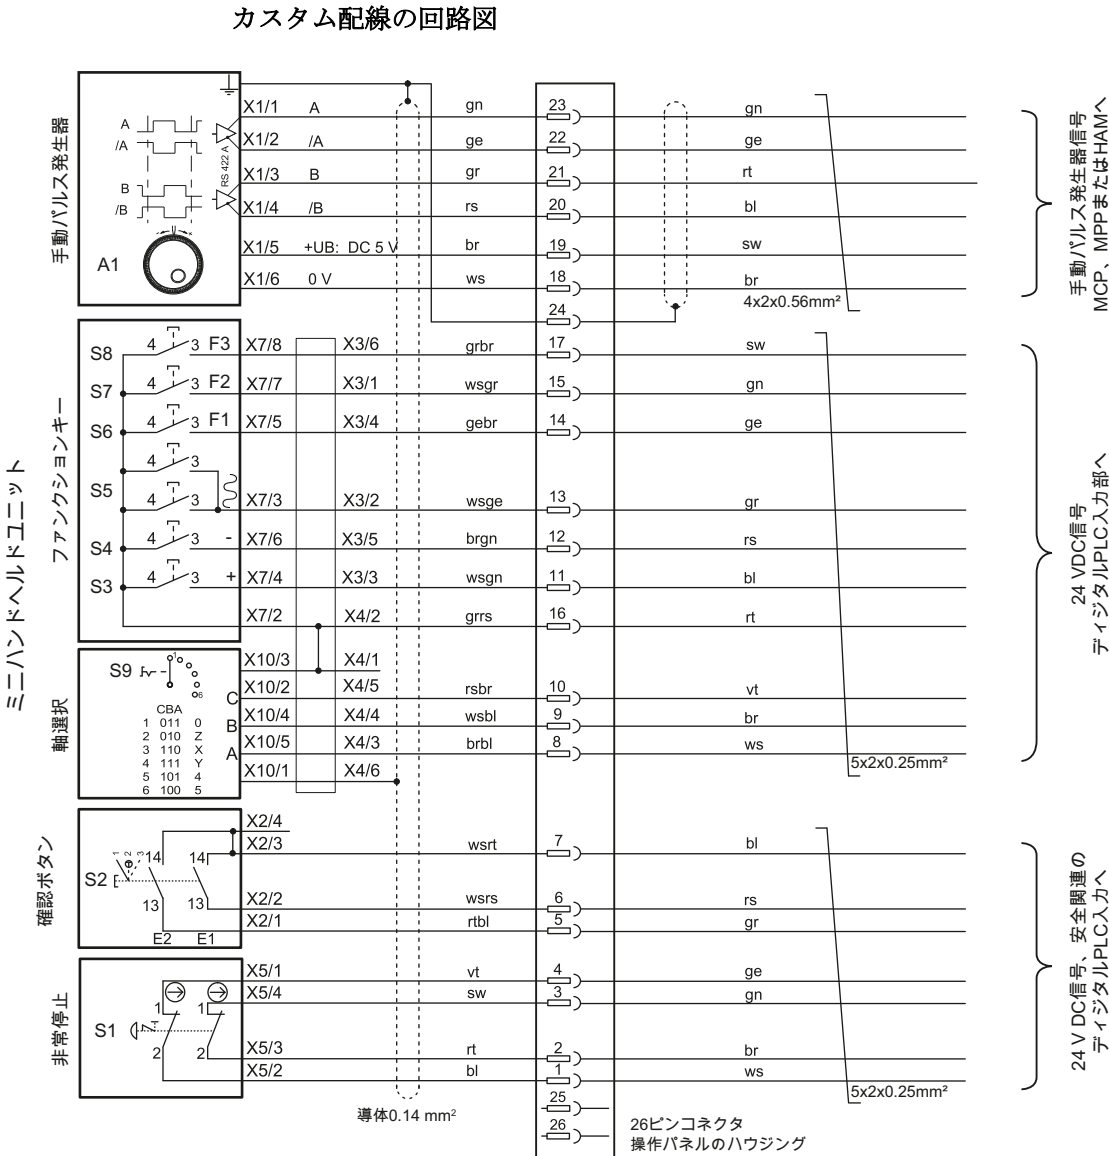 カスタム配線の回路図
ミニハンドヘルドユニット
手動パルス発生器
A
/A
B
/B
RS 422 A
A1
X1/1 A gn 23 gn
X1/2 /A ge 22 ge
X1/3 B gr 21 rt
X1/4 /B rs 20 bl
X1/5 +UB: DC 5 V br 19 sw
X1/6 0 V ws 18 br
4x2x0.56mm²
24
手動パルス発生器信号
MCP、MPPまたはHAMへ
ファンクションキー
S8 4 3 F3 X7/8 X3/6 grbr 17 sw
S7 4 3 F2 X7/7 X3/1 wsgr 15 gn
S6 4 3 F1 X7/5 X3/4 gebr 14 ge
4 3
S5
4 3 X7/3 X3/2 wsge 13 gr
S4 4 3 - X7/6 X3/5 brgn 12 rs
S3 4 3 + X7/4 X3/3 wsgn 11 bl
X7/2 X4/2 grrs 16 rt
24 VDC信号
ディジタルPLC入力部へ
軸選択
S9 1 6
X10/3 X4/1
C X10/2 X4/5 rsbr 10 vt
B X10/4 X4/4 wsbl 9 br
A X10/5 X4/3 brbl 8 ws
X10/1 X4/6
5x2x0.25mm²
CBA
1 011 0
2 010 Z
3 110 X
4 111 Y
5 101 4
6 100 5
確認ボタン
X2/4
X2/3 wsrt 7 bl
1 2 3
14 14
S2
13 13
X2/2 wsrs 6 rs
X2/1 rtbl 5 gr
E2 E1
非常停止
X5/1 vt 4 ge
X5/4 sw 3 gn
1 1
S1
2 2
X5/3 rt 2 br
X5/2 bl 1 ws
5x2x0.25mm²
25
26
24 V DC信号、安全関連の
ディジタルPLC入力へ
導体0.14 mm²
26ピンコネクタ
操作パネルのハウジング